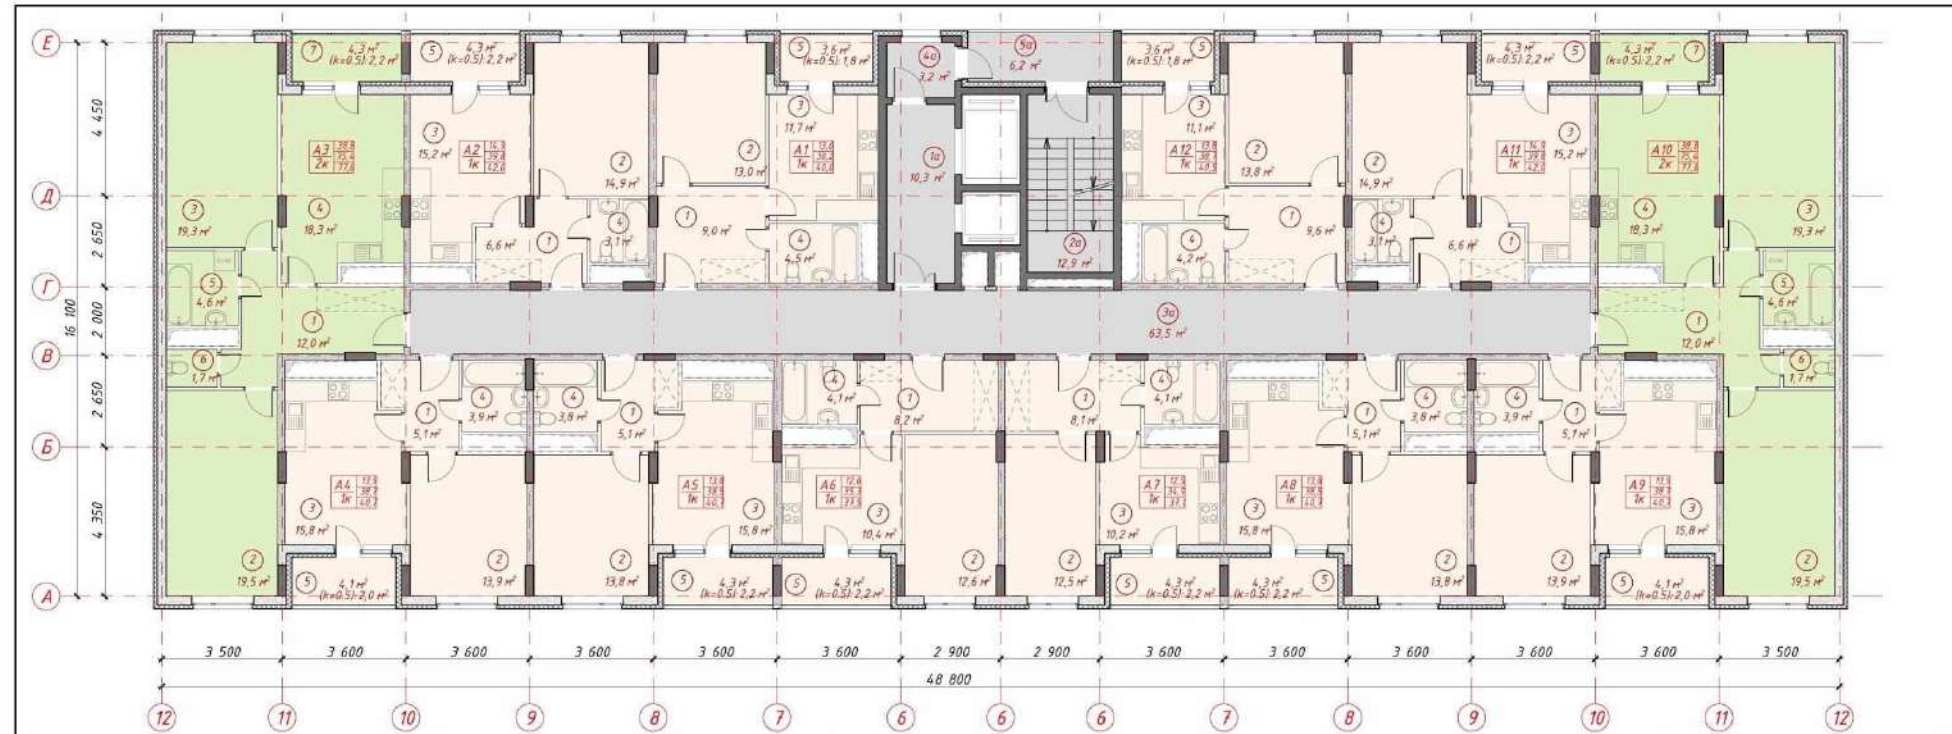 Е
7
4,3 м²
(k=0.5):2,2 м²
5
4,3 м²
(k=0.5):2,2 м²
5
3,6 м²
(k=0.5):1,8 м²
4а
3,2 м²
5а
6,2 м²
3,6 м²
(k=0.5):1,8 м²
5
4,3 м²
(k=0.5):2,2 м²
5
4,3 м²
(k=0.5):2,2 м²
7
4 450
3
11,7 м²
3
11,1 м²
А3
2к
3
15,2 м²
А2
1к
2
14,9 м²
2
13,0 м²
А1
1к
1а
10,3 м²
А12
1к
2
13,8 м²
2
14,9 м²
А11
1к
3
15,2 м²
А10
2к
Д
3
19,3 м²
4
18,3 м²
6,6 м²
1
4
3,1 м²
1
9,0 м²
4
4,5 м²
2а
12,9 м²
4
4,2 м²
1
9,6 м²
4
3,1 м²
6,6 м²
1
4
18,3 м²
3
19,3 м²
2 650
Г
5
4,6 м²
5
4,6 м²
16 100
2 000
1
12,0 м²
3а
63,5 м²
1
12,0 м²
В
6
1,7 м²
6
1,7 м²
2 650
1
5,1 м²
4
3,9 м²
4
3,8 м²
1
5,1 м²
4
4,1 м²
1
8,2 м²
1
8,1 м²
4
4,1 м²
1
5,1 м²
4
3,8 м²
4
3,9 м²
1
5,1 м²
Б
4 350
А4
1к
А5
1к
А6
1к
А7
1к
А8
1к
А9
1к
3
15,8 м²
3
15,8 м²
3
10,4 м²
3
10,2 м²
3
15,8 м²
3
15,8 м²
2
19,5 м²
5
4,1 м²
(k=0.5):2,0 м²
2
13,9 м²
2
13,8 м²
5
4,3 м²
(k=0.5):2,2 м²
5
4,3 м²
(k=0.5):2,2 м²
2
12,6 м²
2
12,5 м²
5
4,3 м²
(k=0.5):2,2 м²
4,3 м²
(k=0.5):2,2 м²
5
2
13,8 м²
2
13,9 м²
5
4,1 м²
(k=0.5):2,0 м²
2
19,5 м²
А
3 500 3 600 3 600 3 600 3 600 3 600 2 900 2 900 3 600 3 600 3 600 3 600 3 600 3 500
48 800
12 11 10 9 8 7 6 6 6 7 8 9 10 11 12